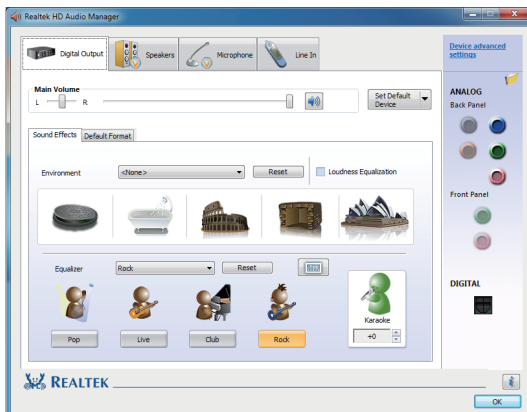 Realtek HD Audio Manager
Digital Output
Speakers
Microphone
Line In
Device advanced
settings
Main Volume
L
R
Set Default
Device
ANALOG
Back Panel
Sound Effects
Default Format
Environment
<None>
Reset
Loudness Equalization
Front Panel
Equalizer
Rock
Reset
Karaoke
+0
Pop
Live
Club
Rock
DIGITAL
REALTEK
i
OK